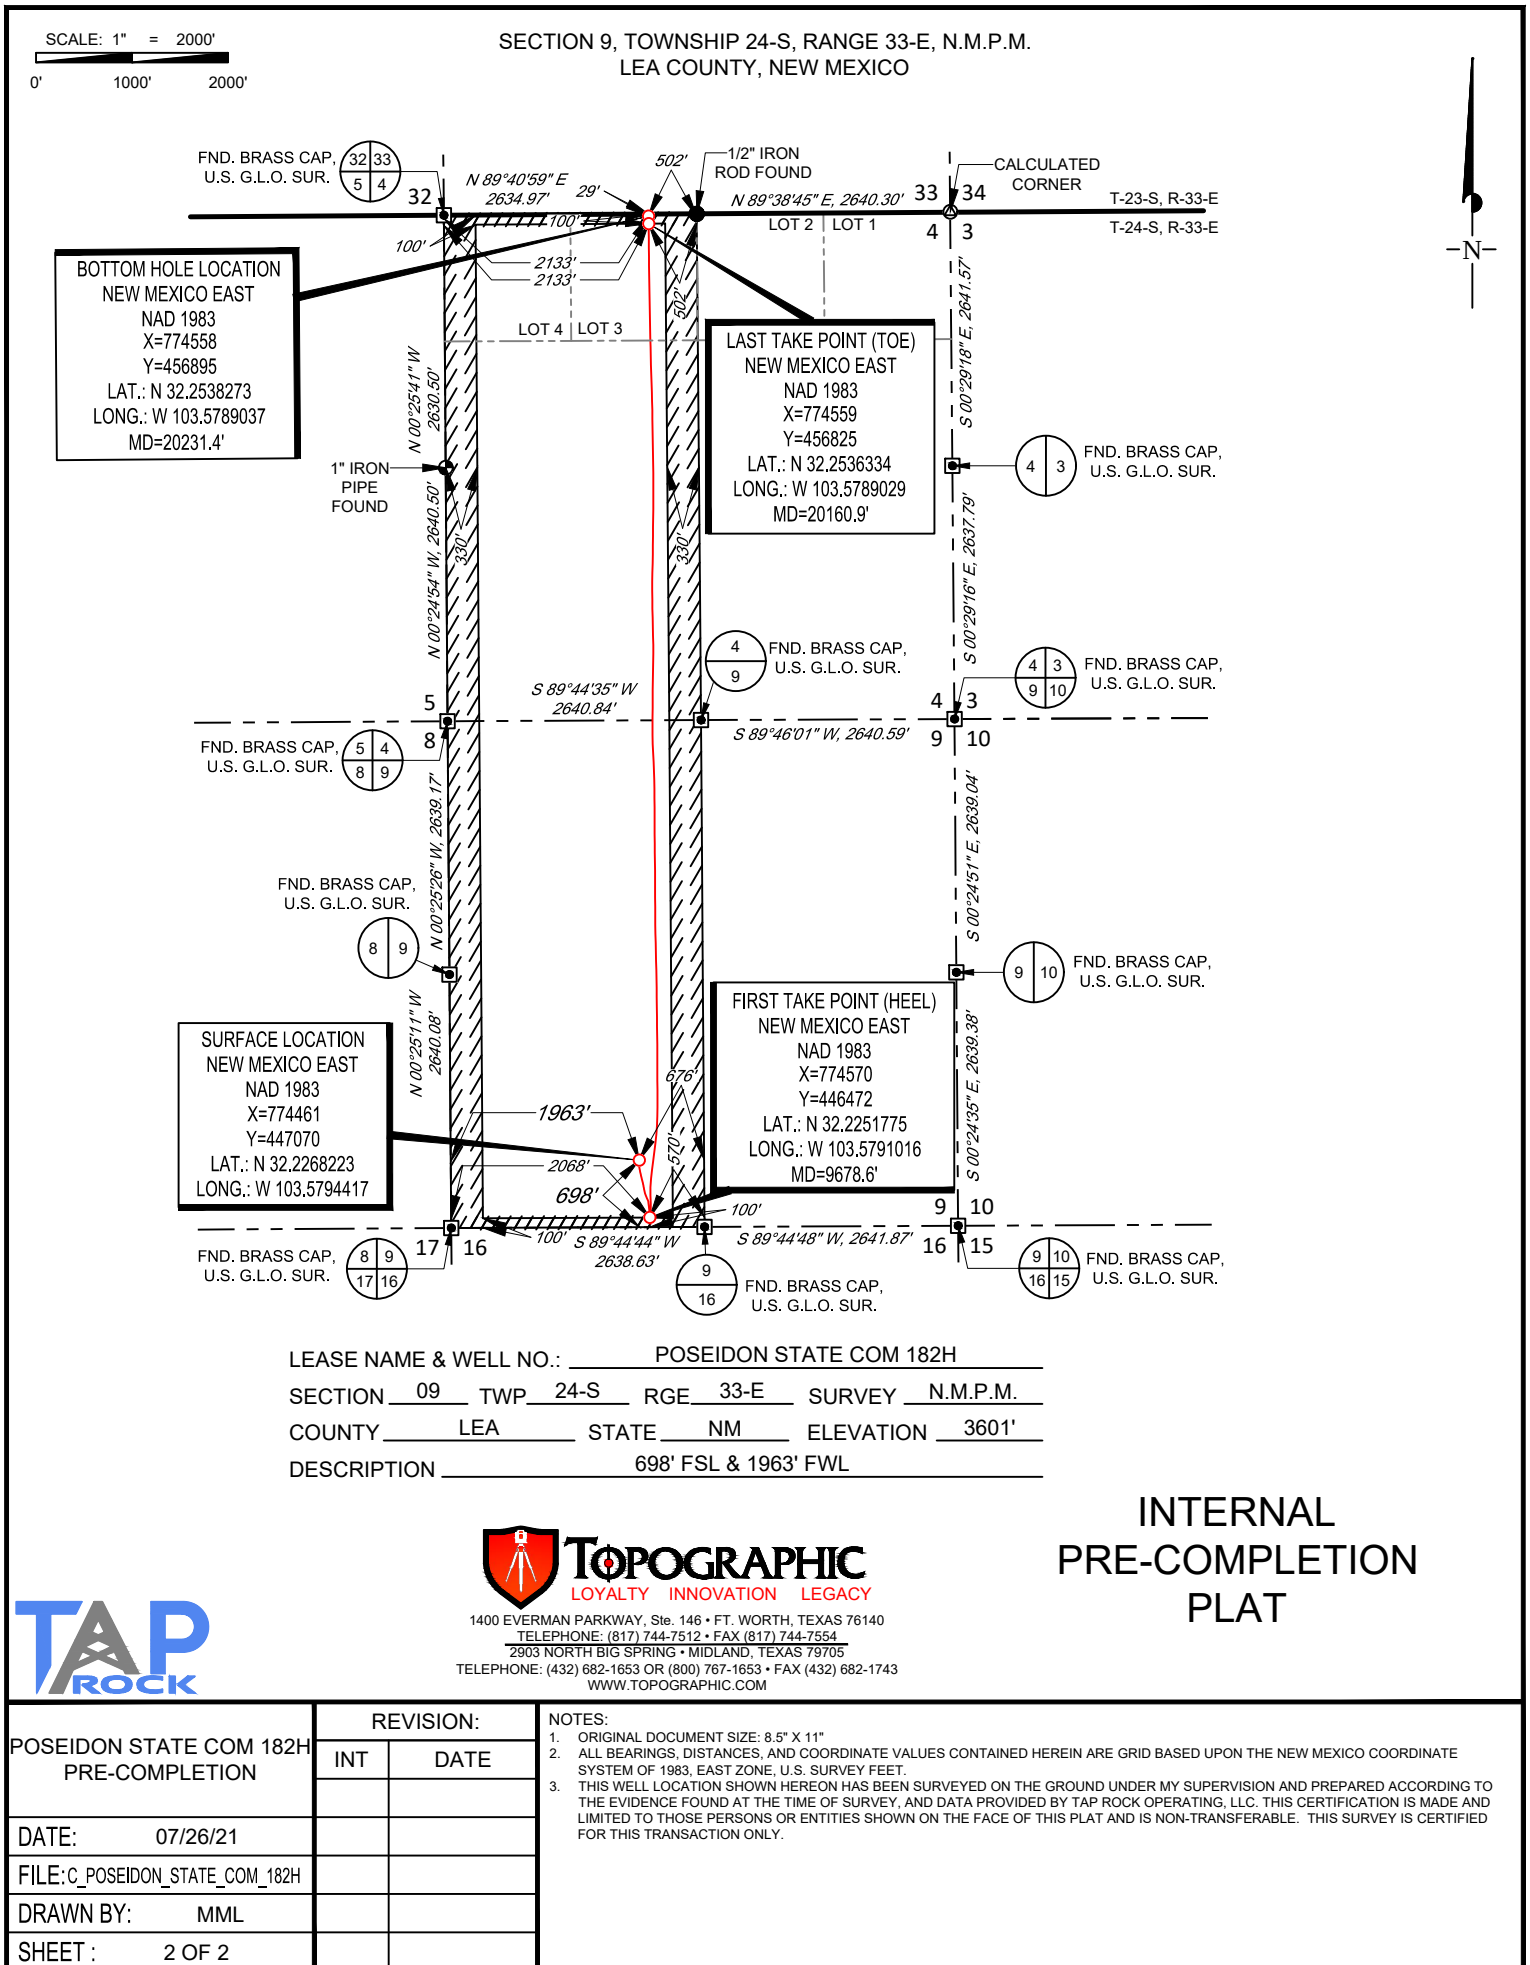 SCALE: 1" = 2000'
0' 1000' 2000'
SECTION 9, TOWNSHIP 24-S, RANGE 33-E, N.M.P.M.
LEA COUNTY, NEW MEXICO
FND. BRASS CAP,
U.S. G.L.O. SUR.
32 33
5 4
32
N 89°40'59" E
2634.97'
29'
502'
1/2" IRON
ROD FOUND
N 89°38'45" E, 2640.30'
33 34
4 3
CALCULATED
CORNER
T-23-S, R-33-E
T-24-S, R-33-E
-N-
100'
100'
2133'
2133'
502'
LOT 2 LOT 1
LOT 4 LOT 3
BOTTOM HOLE LOCATION
NEW MEXICO EAST
NAD 1983
X=774558
Y=456895
LAT.: N 32.2538273
LONG.: W 103.5789037
MD=20231.4'
LAST TAKE POINT (TOE)
NEW MEXICO EAST
NAD 1983
X=774559
Y=456825
LAT.: N 32.2536334
LONG.: W 103.5789029
MD=20160.9'
N 00°25'41" W
2630.50'
S 00°29'18" E, 2641.57'
1" IRON
PIPE
FOUND
330'
330'
4 3
FND. BRASS CAP,
U.S. G.L.O. SUR.
N 00°24'54" W, 2640.50'
S 00°29'16" E, 2637.79'
4
9
FND. BRASS CAP,
U.S. G.L.O. SUR.
4 3
9 10
FND. BRASS CAP,
U.S. G.L.O. SUR.
S 89°44'35" W
2640.84'
5
8
S 89°46'01" W, 2640.59'
4 3
9 10
FND. BRASS CAP,
U.S. G.L.O. SUR.
5 4
8 9
N 00°25'26" W, 2639.17'
S 00°24'51" E, 2639.04'
FND. BRASS CAP,
U.S. G.L.O. SUR.
8 9
9 10
FND. BRASS CAP,
U.S. G.L.O. SUR.
N 00°25'11" W
2640.08'
S 00°24'35" E, 2639.38'
FIRST TAKE POINT (HEEL)
NEW MEXICO EAST
NAD 1983
X=774570
Y=446472
LAT.: N 32.2251775
LONG.: W 103.5791016
MD=9678.6'
SURFACE LOCATION
NEW MEXICO EAST
NAD 1983
X=774461
Y=447070
LAT.: N 32.2268223
LONG.: W 103.5794417
676'
1963'
2068'
570'
698'
100'
100'
17 16
S 89°44'44" W
2638.63'
S 89°44'48" W, 2641.87'
9 10
16 15
FND. BRASS CAP,
U.S. G.L.O. SUR.
8 9
17 16
9
16
FND. BRASS CAP,
U.S. G.L.O. SUR.
9 10
16 15
FND. BRASS CAP,
U.S. G.L.O. SUR.
LEASE NAME & WELL NO.: POSEIDON STATE COM 182H
SECTION 09 TWP 24-S RGE 33-E SURVEY N.M.P.M.
COUNTY LEA STATE NM ELEVATION 3601'
DESCRIPTION 698' FSL & 1963' FWL
INTERNAL
PRE-COMPLETION
PLAT
TOPOGRAPHIC
LOYALTY INNOVATION LEGACY
1400 EVERMAN PARKWAY, Ste. 146 • FT. WORTH, TEXAS 76140
TELEPHONE: (817) 744-7512 • FAX (817) 744-7554
2903 NORTH BIG SPRING • MIDLAND, TEXAS 79705
TELEPHONE: (432) 682-1653 OR (800) 767-1653 • FAX (432) 682-1743
WWW.TOPOGRAPHIC.COM
TAP
ROCK
POSEIDON STATE COM 182H
PRE-COMPLETION
REVISION:
INT DATE
DATE: 07/26/21
FILE:C_POSEIDON_STATE_COM_182H
DRAWN BY: MML
SHEET : 2 OF 2
NOTES:
1. ORIGINAL DOCUMENT SIZE: 8.5" X 11"
2. ALL BEARINGS, DISTANCES, AND COORDINATE VALUES CONTAINED HEREIN ARE GRID BASED UPON THE NEW MEXICO COORDINATE
SYSTEM OF 1983, EAST ZONE, U.S. SURVEY FEET.
3. THIS WELL LOCATION SHOWN HEREON HAS BEEN SURVEYED ON THE GROUND UNDER MY SUPERVISION AND PREPARED ACCORDING TO
THE EVIDENCE FOUND AT THE TIME OF SURVEY, AND DATA PROVIDED BY TAP ROCK OPERATING, LLC. THIS CERTIFICATION IS MADE AND
LIMITED TO THOSE PERSONS OR ENTITIES SHOWN ON THE FACE OF THIS PLAT AND IS NON-TRANSFERABLE. THIS SURVEY IS CERTIFIED
FOR THIS TRANSACTION ONLY.